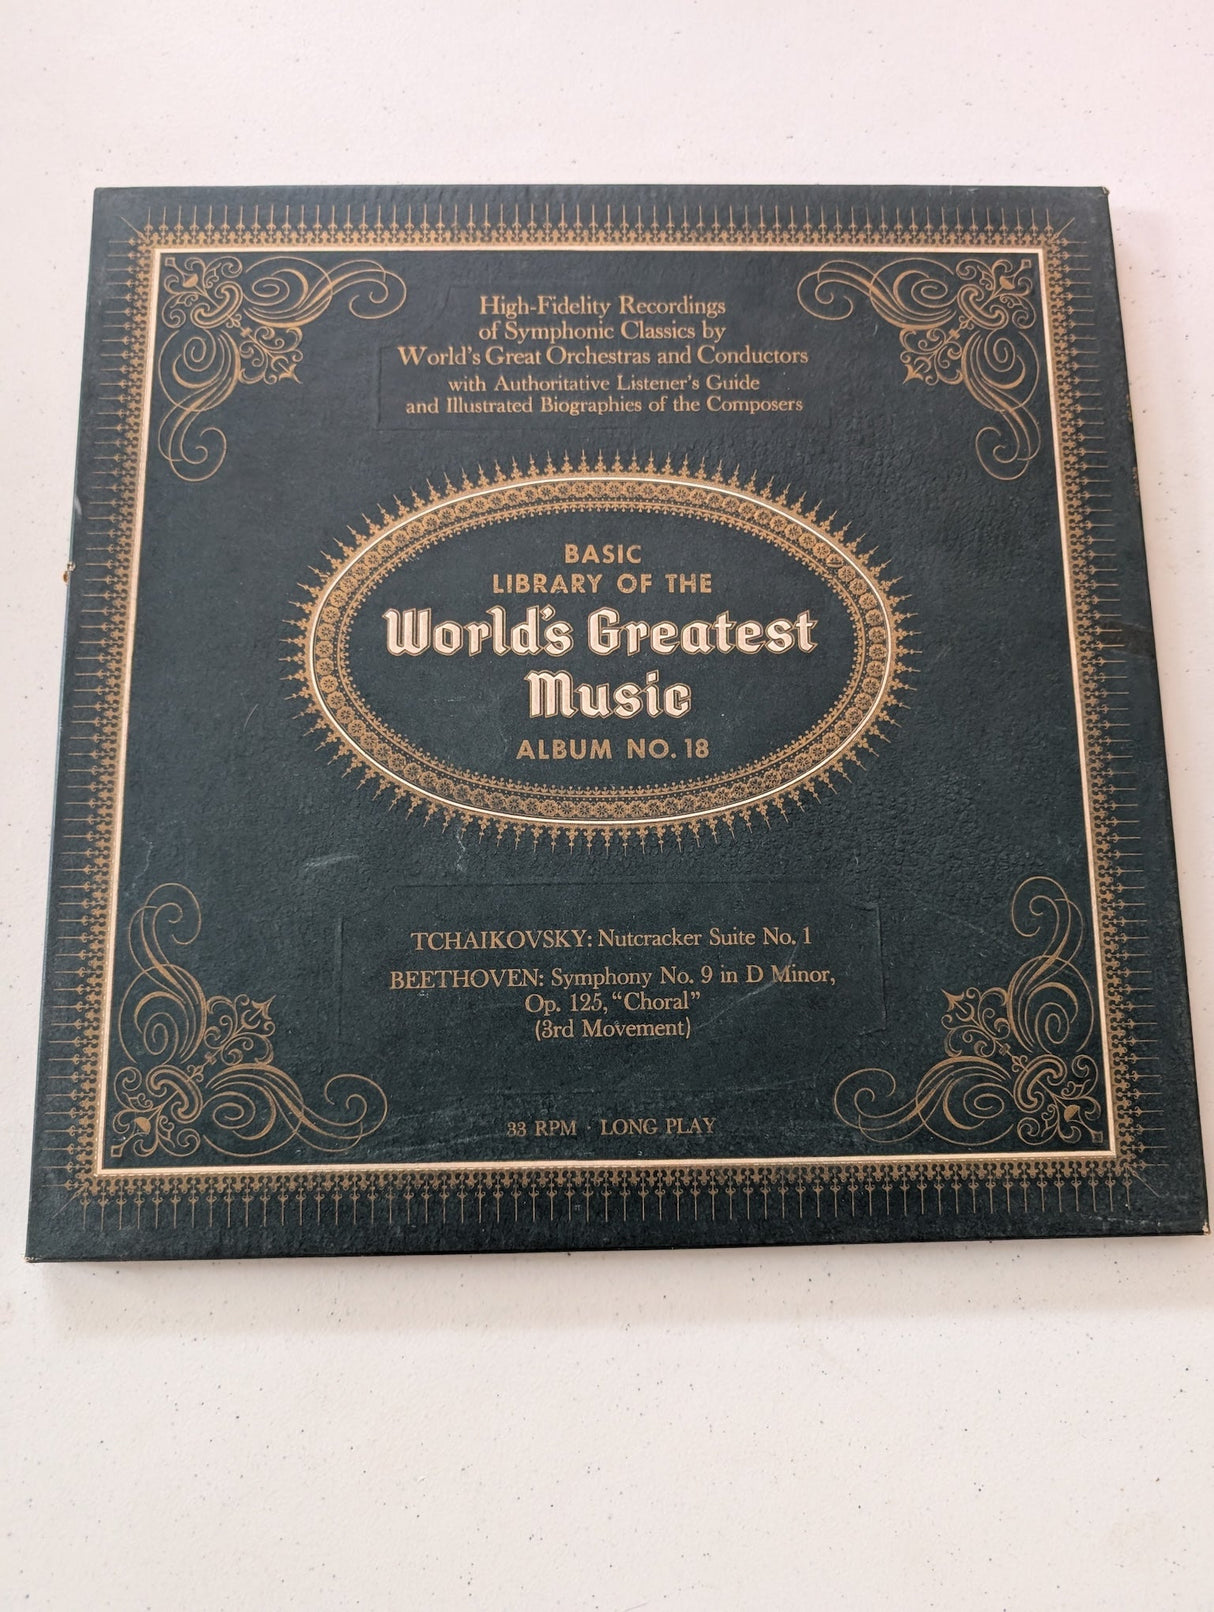 High-Fidelity Recordings
of Symphonic Classics by
World's Great Orchestras and Conductors
with Authoritative Listener's Guide
and Illustrated Biographies of the Composers
BASIC
LIBRARY OF THE
World's Greatest
Music
ALBUM NO. 18
TCHAIKOVSKY: Nutcracker Suite No. 1
BEETHOVEN: Symphony No. 9 in D Minor,
Op. 125, "Choral"
(3rd Movement)
33 RPM · LONG PLAY